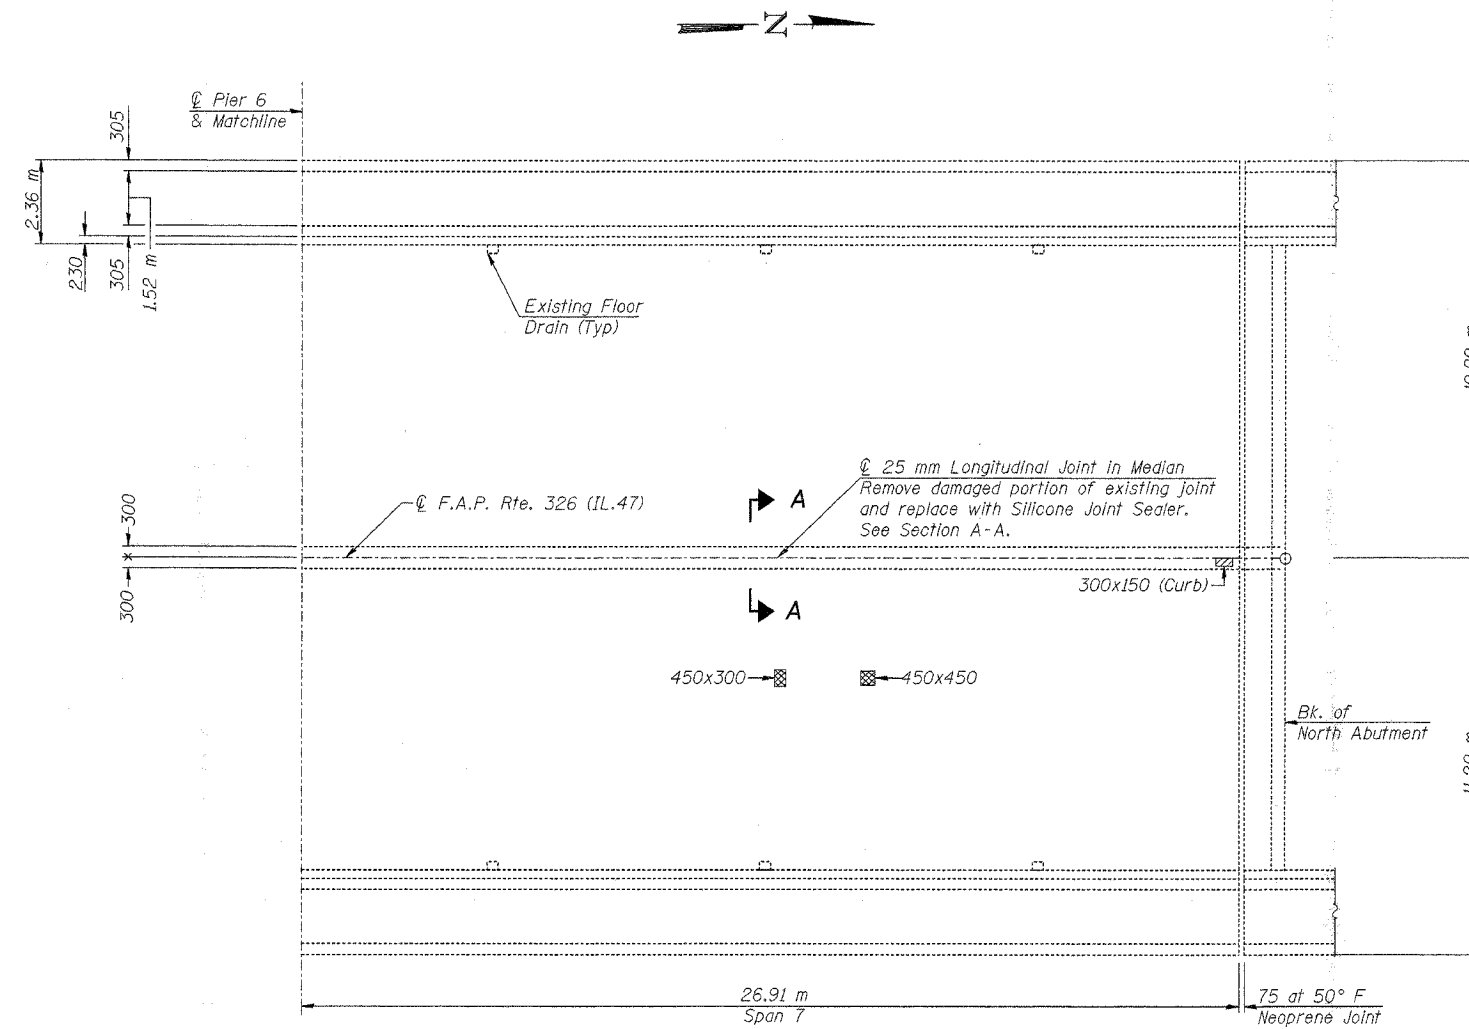 N
℄ Pier 6
& Matchline
305
2.36 m
230
305
1.52 m
Existing Floor
Drain (Typ)
℄ 25 mm Longitudinal Joint in Median
Remove damaged portion of existing joint
and replace with Silicone Joint Sealer.
See Section A-A.
℄ F.A.P. Rte. 326 (IL.47)
A
300
300
300x150 (Curb)
A
450x300
450x450
Bk. of
North Abutment
26.91 m
Span 7
75 at 50° F
Neoprene Joint